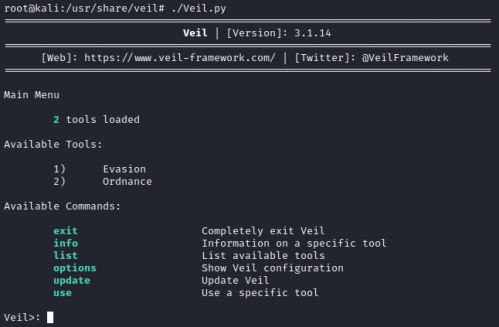 root@kali:/usr/share/veil# ./Veil.py
Veil | [Version]: 3.1.14
[Web]: https://www.veil-framework.com/ | [Twitter]: @VeilFramework
Main Menu
2 tools loaded
Available Tools:
1) Evasion
2) Ordnance
Available Commands:
exit Completely exit Veil
info Information on a specific tool
list List available tools
options Show Veil configuration
update Update Veil
use Use a specific tool
Veil>: